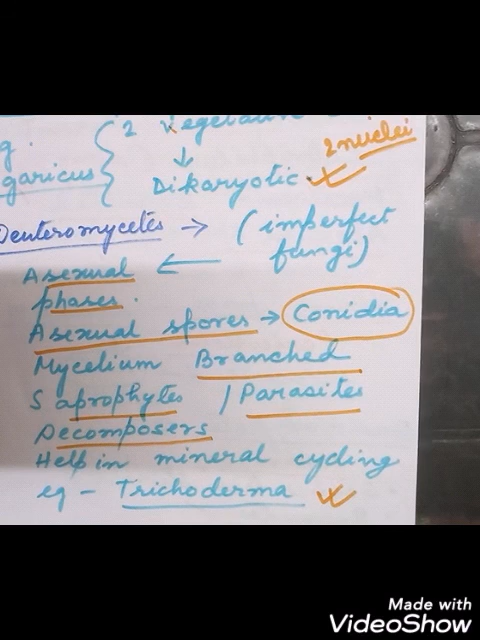 2 Vegetative
g. 2 nuclei
garicus
↓
Dikaryotic
Deuteromycetes → (imperfect fungi)
Asexual ←
phases.
Asexual spores → Conidia
Mycelium Branched
Saprophytes / Parasites
Decomposers
Help in mineral cycling
eg - Trichoderma
Made with
VideoShow